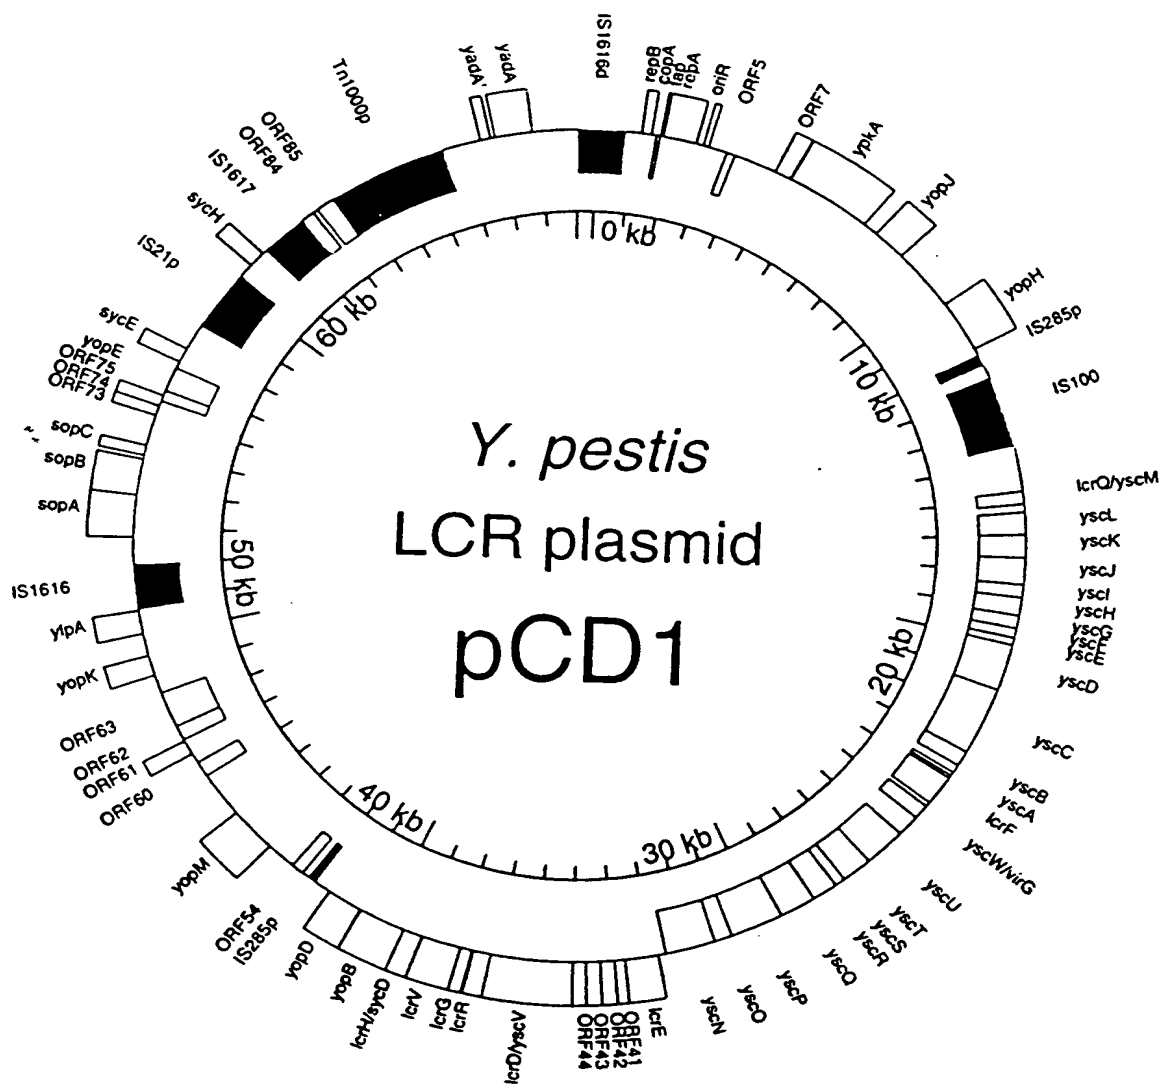 IS1616d
repB
copA
tap
repA
oriR
ORF5
ORF7
ypkA
yopJ
yopH
IS285p
IS100
lcrQ/yscM
yscL
yscK
yscJ
yscI
yscH
yscG
yscF
yscE
yscD
yscC
yscB
yscA
lcrF
yscW/virG
yscU
yscT
yscS
yscR
yscQ
yscP
yscO
yscN
lcrE
ORF41
ORF42
ORF43
ORF44
lcrD/yscV
lcrR
lcrG
lcrV
lcrH/sycD
yopB
yopD
IS285p
ORF54
yopM
ORF60
ORF61
ORF62
ORF63
yopK
ylpA
IS1616
sopA
sopB
sopC
ORF73
ORF74
ORF75
yopE
sycE
IS21p
sycH
IS1617
ORF84
ORF85
Tn1000p
yadA'
yadA
0 kb
10 kb
20 kb
30 kb
40 kb
50 kb
60 kb
Y. pestis
LCR plasmid
pCD1